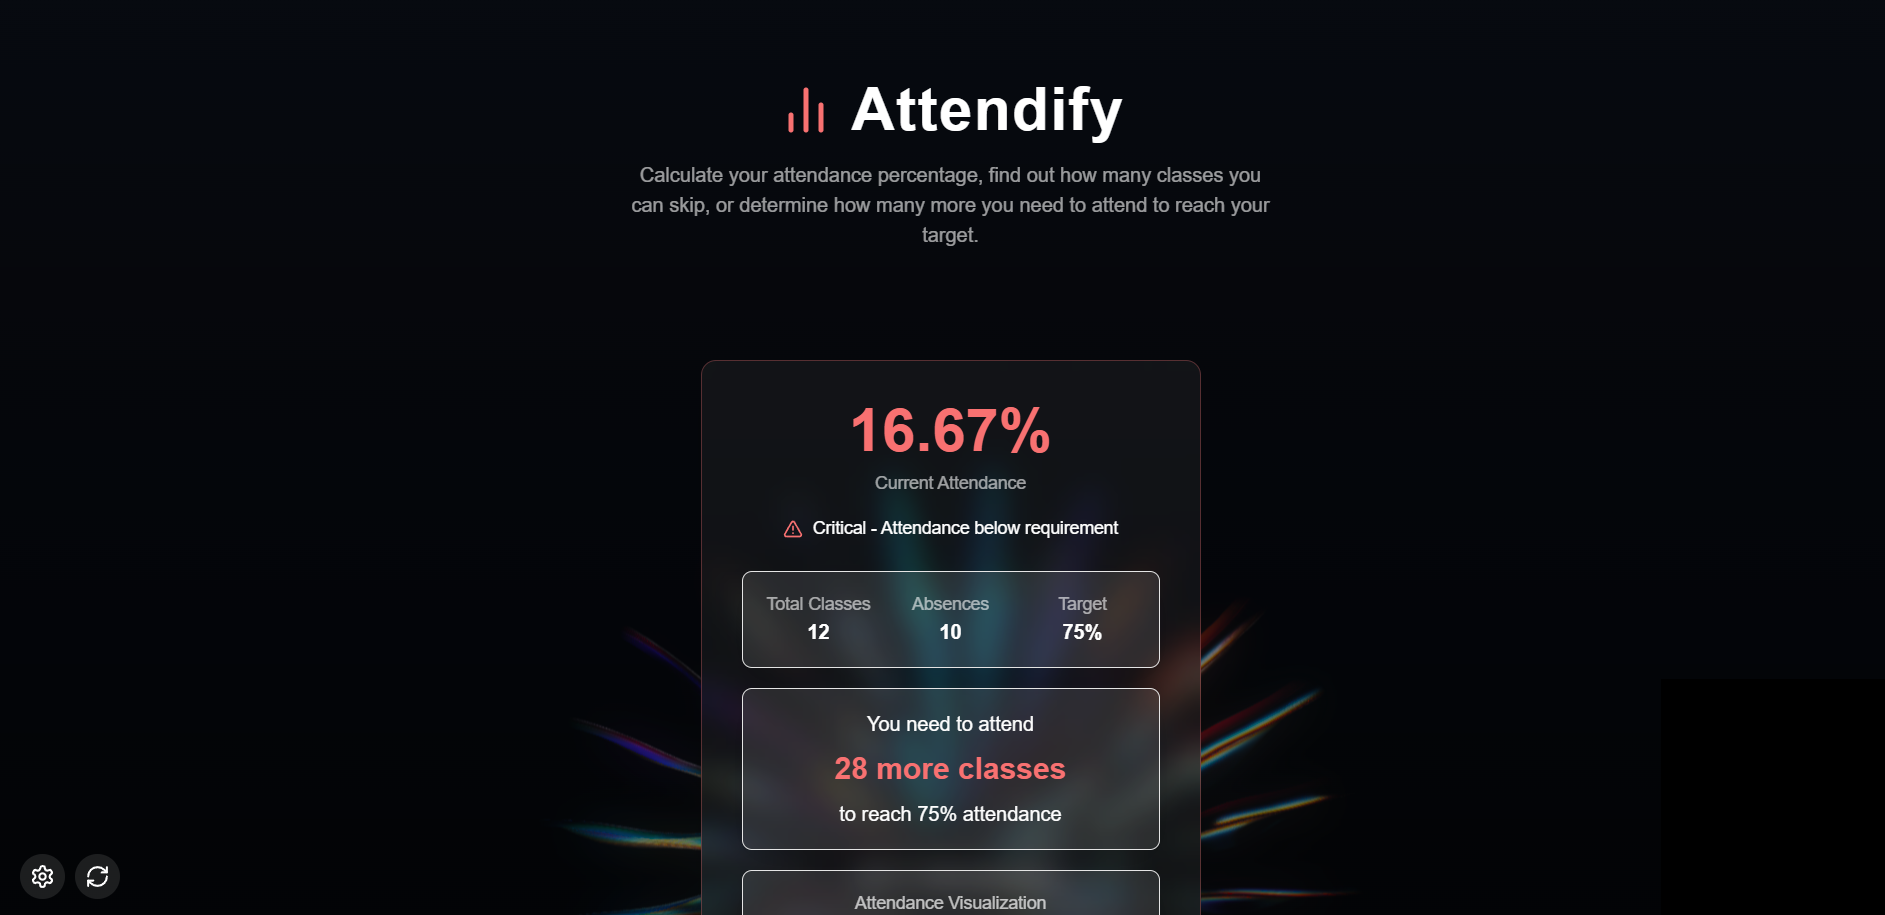 Attendify
Calculate your attendance percentage, find out how many classes you
can skip, or determine how many more you need to attend to reach your
target.
16.67%
Current Attendance
Critical - Attendance below requirement
Total Classes Absences Target
12 10 75%
You need to attend
28 more classes
to reach 75% attendance
Attendance Visualization